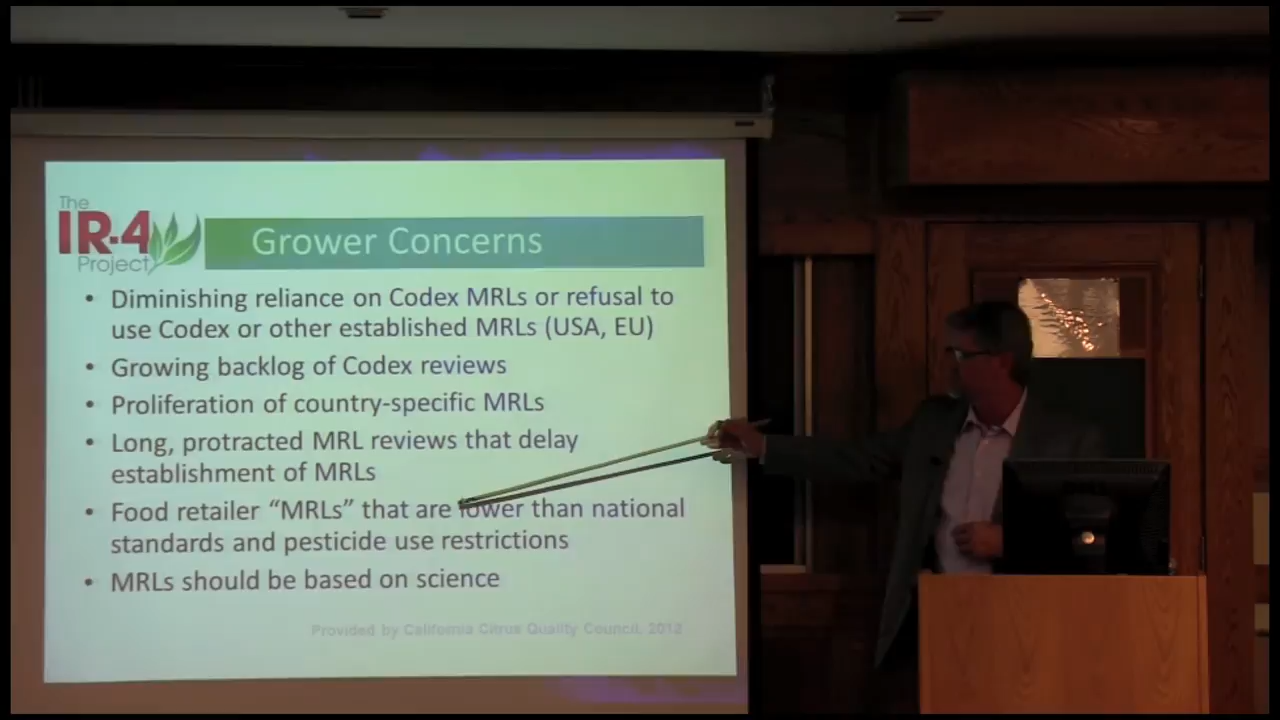 The
IR-4
Project
Grower Concerns
• Diminishing reliance on Codex MRLs or refusal to
use Codex or other established MRLs (USA, EU)
• Growing backlog of Codex reviews
• Proliferation of country-specific MRLs
• Long, protracted MRL reviews that delay
establishment of MRLs
• Food retailer “MRLs” that are lower than national
standards and pesticide use restrictions
• MRLs should be based on science
Provided by California Citrus Quality Council, 2012